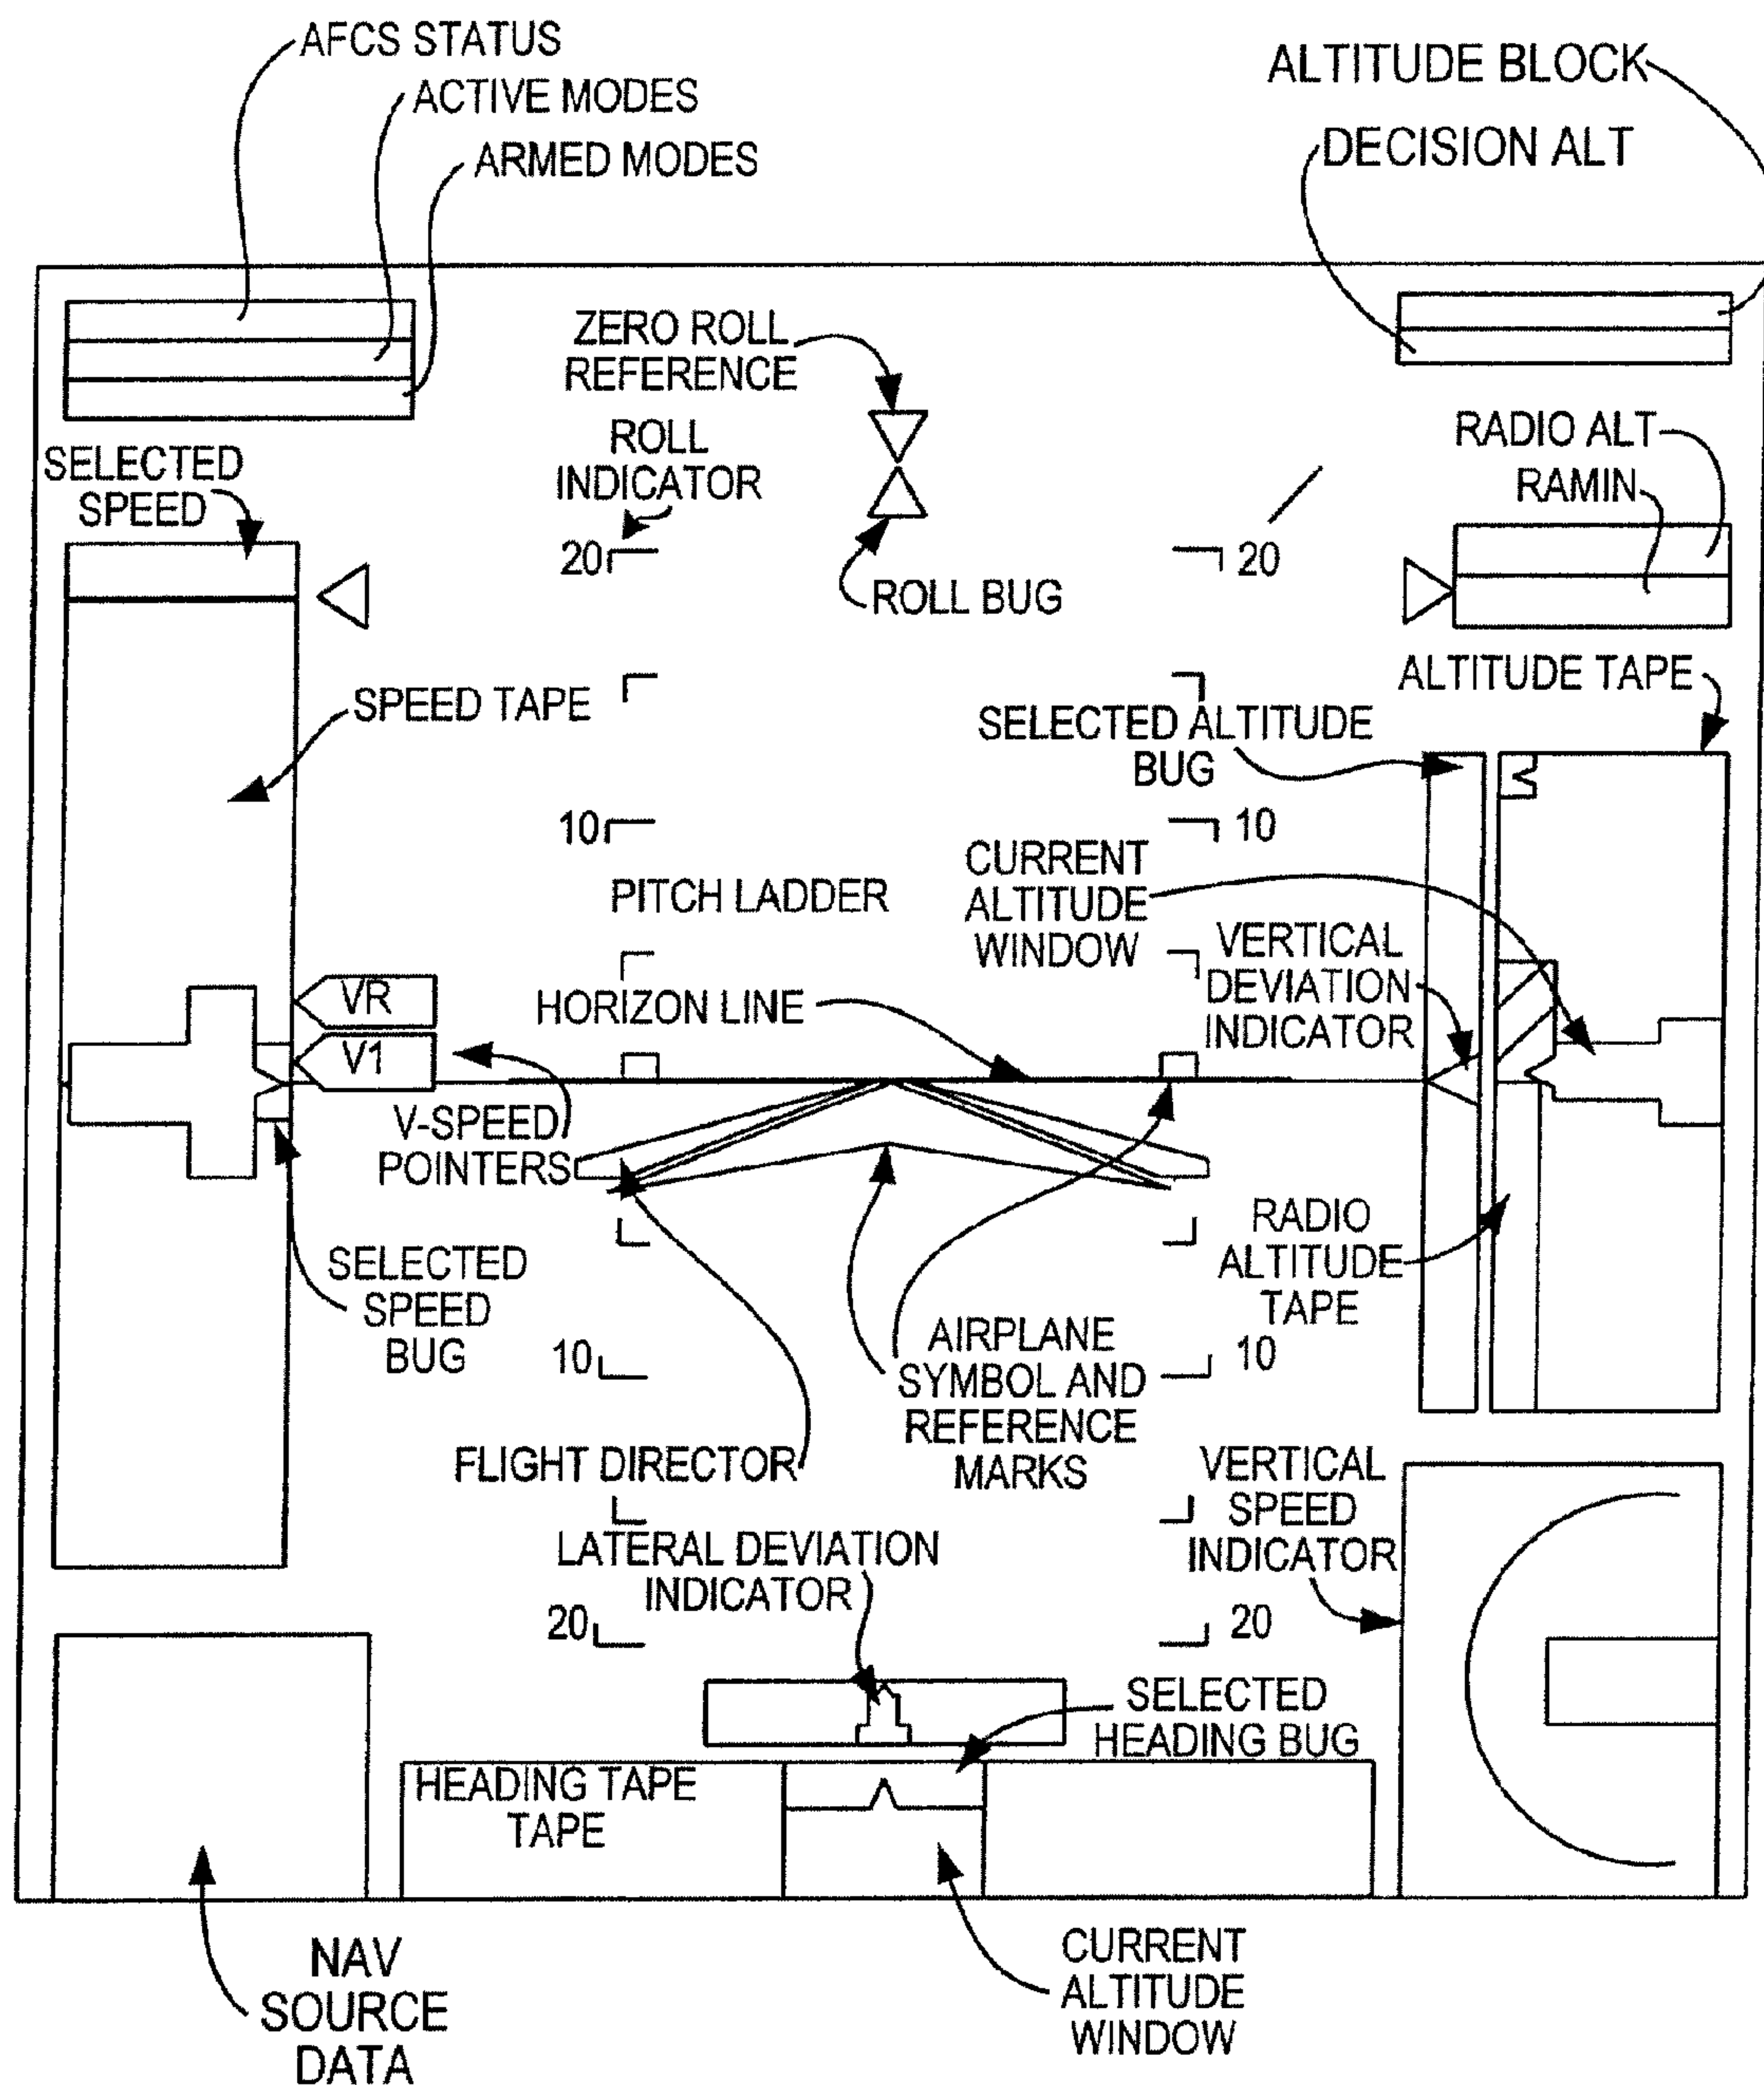 AFCS STATUS
ACTIVE MODES
ARMED MODES
ALTITUDE BLOCK
DECISION ALT
ZERO ROLL
REFERENCE
ROLL
INDICATOR
SELECTED
SPEED
RADIO ALT
RAMIN
20
20
ROLL BUG
ALTITUDE TAPE
SPEED TAPE
SELECTED ALTITUDE
BUG
10
10
PITCH LADDER
CURRENT
ALTITUDE
WINDOW
VERTICAL
DEVIATION
INDICATOR
VR
HORIZON LINE
V1
V-SPEED
POINTERS
SELECTED
SPEED
BUG
RADIO
ALTITUDE
TAPE
10
AIRPLANE
SYMBOL AND
REFERENCE
MARKS
10
FLIGHT DIRECTOR
VERTICAL
SPEED
INDICATOR
LATERAL DEVIATION
INDICATOR
20
20
SELECTED
HEADING BUG
HEADING TAPE
TAPE
NAV
SOURCE
DATA
CURRENT
ALTITUDE
WINDOW